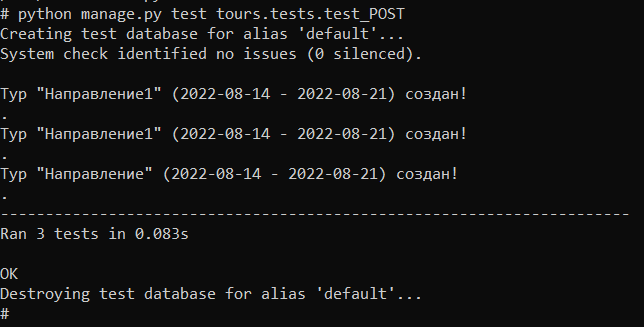 # python manage.py test tours.tests.test_POST
Creating test database for alias 'default'...
System check identified no issues (0 silenced).
Тур "Направление1" (2022-08-14 - 2022-08-21) создан!
.
Тур "Направление1" (2022-08-14 - 2022-08-21) создан!
.
Тур "Направление" (2022-08-14 - 2022-08-21) создан!
.
----------------------------------------------------------------------
Ran 3 tests in 0.083s
OK
Destroying test database for alias 'default'...
#